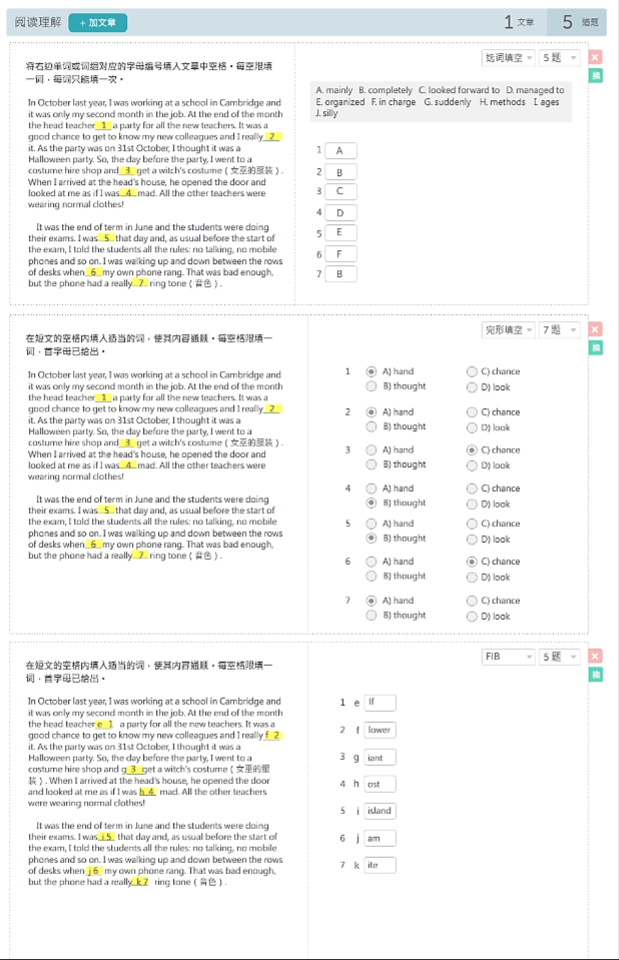 阅读理解 + 加文章 1 文章 5 道题
选词填空 5 题
换
将右边单词或词组对应的字母编号填入文章中空格。每空限填
一词,每词只能填一次。
In October last year, I was working at a school in Cambridge and
it was only my second month in the job. At the end of the month
the head teacher 1 a party for all the new teachers. It was a
good chance to get to know my new colleagues and I really 2
it. As the party was on 31st October, I thought it was a
Halloween party. So, the day before the party, I went to a
costume hire shop and 3 get a witch's costume ( 女巫的服装 ) .
When I arrived at the head's house, he opened the door and
looked at me as if I was 4 mad. All the other teachers were
wearing normal clothes!
It was the end of term in June and the students were doing
their exams. I was 5 that day and, as usual before the start of
the exam, I told the students all the rules: no talking, no mobile
phones and so on. I was walking up and down between the rows
of desks when 6 my own phone rang. That was bad enough,
but the phone had a really 7 ring tone ( 音色 ) .
A. mainly B. completely C. looked forward to D. managed to
E. organized F. in charge G. suddenly H. methods I. ages
J. silly
1 A
2 B
3 C
4 D
5 E
6 F
7 B
完形填空 7 题
换
在短文的空格内填入适当的词,使其内容通顺。每空格限填一
词,首字母已给出。
In October last year, I was working at a school in Cambridge and
it was only my second month in the job. At the end of the month
the head teacher 1 a party for all the new teachers. It was a
good chance to get to know my new colleagues and I really 2
it. As the party was on 31st October, I thought it was a
Halloween party. So, the day before the party, I went to a
costume hire shop and 3 get a witch's costume ( 女巫的服装 ) .
When I arrived at the head's house, he opened the door and
looked at me as if I was 4 mad. All the other teachers were
wearing normal clothes!
It was the end of term in June and the students were doing
their exams. I was 5 that day and, as usual before the start of
the exam, I told the students all the rules: no talking, no mobile
phones and so on. I was walking up and down between the rows
of desks when 6 my own phone rang. That was bad enough,
but the phone had a really 7 ring tone ( 音色 ) .
1 A) hand C) chance
B) thought D) look
2 A) hand C) chance
B) thought D) look
3 A) hand C) chance
B) thought D) look
4 A) hand C) chance
B) thought D) look
5 A) hand C) chance
B) thought D) look
6 A) hand C) chance
B) thought D) look
7 A) hand C) chance
B) thought D) look
FIB 5 题
换
在短文的空格内填入适当的词,使其内容通顺。每空格限填一
词,首字母已给出。
In October last year, I was working at a school in Cambridge and
it was only my second month in the job. At the end of the month
the head teacher e 1 a party for all the new teachers. It was a
good chance to get to know my new colleagues and I really f 2
it. As the party was on 31st October, I thought it was a
Halloween party. So, the day before the party, I went to a
costume hire shop and g 3 get a witch's costume ( 女巫的服
装 ) . When I arrived at the head's house, he opened the door
and looked at me as if I was h 4 mad. All the other teachers
were wearing normal clothes!
It was the end of term in June and the students were doing
their exams. I was i 5 that day and, as usual before the start of
the exam, I told the students all the rules: no talking, no mobile
phones and so on. I was walking up and down between the rows
of desks when j 6 my own phone rang. That was bad enough,
but the phone had a really k 7 ring tone ( 音色 ) .
1 e lf
2 f lower
3 g iant
4 h ost
5 i island
6 j am
7 k ite